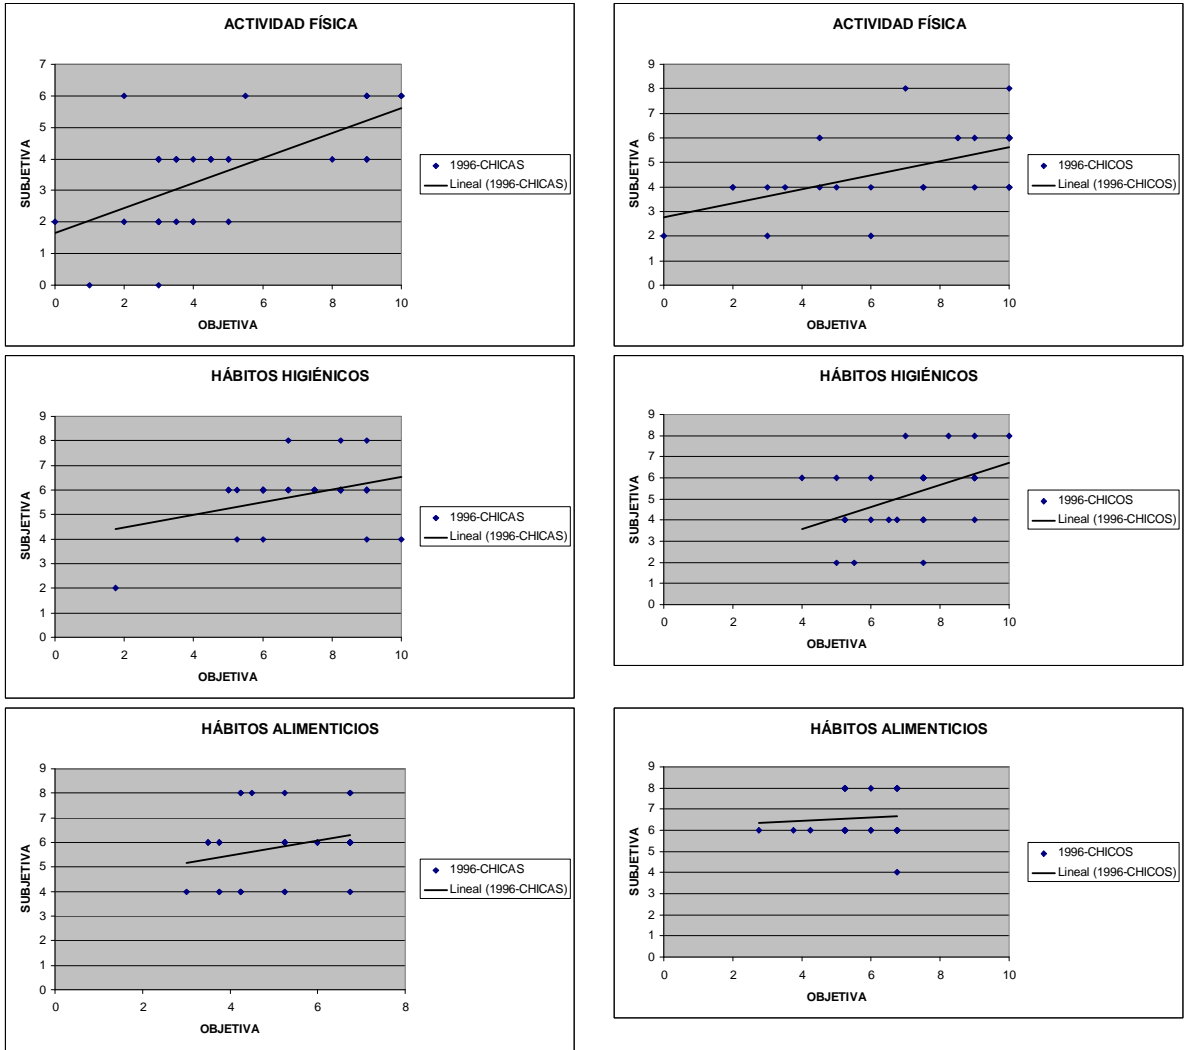 ACTIVIDAD FÍSICA
7
6
5
4
3
2
1
0
SUBJETIVA
0 2 4 6 8 10
OBJETIVA
1996-CHICAS
Lineal (1996-CHICAS)
ACTIVIDAD FÍSICA
9
8
7
6
5
4
3
2
1
0
SUBJETIVA
0 2 4 6 8 10
OBJETIVA
1996-CHICOS
Lineal (1996-CHICOS)
HÁBITOS HIGIÉNICOS
9
8
7
6
5
4
3
2
1
0
SUBJETIVA
0 2 4 6 8 10
OBJETIVA
1996-CHICAS
Lineal (1996-CHICAS)
HÁBITOS HIGIÉNICOS
9
8
7
6
5
4
3
2
1
0
SUBJETIVA
0 2 4 6 8 10
OBJETIVA
1996-CHICOS
Lineal (1996-CHICOS)
HÁBITOS ALIMENTICIOS
9
8
7
6
5
4
3
2
1
0
SUBJETIVA
0 2 4 6 8
OBJETIVA
1996-CHICAS
Lineal (1996-CHICAS)
HÁBITOS ALIMENTICIOS
9
8
7
6
5
4
3
2
1
0
SUBJETIVA
0 2 4 6 8 10
OBJETIVA
1996-CHICOS
Lineal (1996-CHICOS)